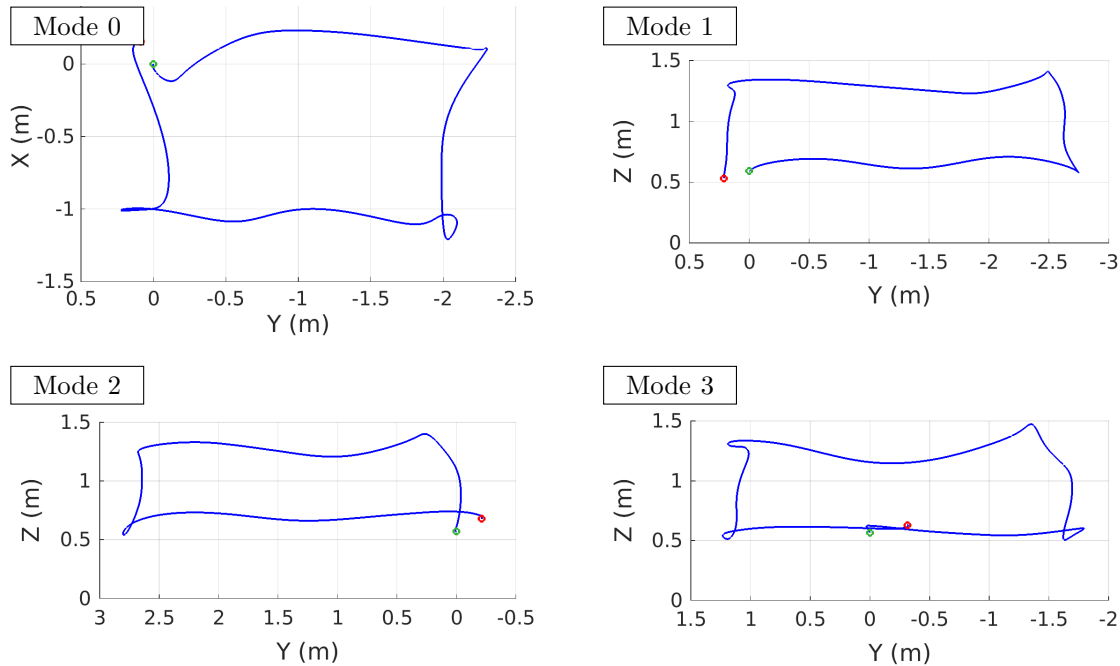 Mode 0
0
-0.5
-1
-1.5
X (m)
0.5 0 -0.5 -1 -1.5 -2 -2.5
Y (m)
Mode 1
1.5
1
0.5
0
Z (m)
0.5 0 -0.5 -1 -1.5 -2 -2.5 -3
Y (m)
Mode 2
1.5
1
0.5
0
Z (m)
3 2.5 2 1.5 1 0.5 0 -0.5
Y (m)
Mode 3
1.5
1
0.5
0
Z (m)
1.5 1 0.5 0 -0.5 -1 -1.5 -2
Y (m)